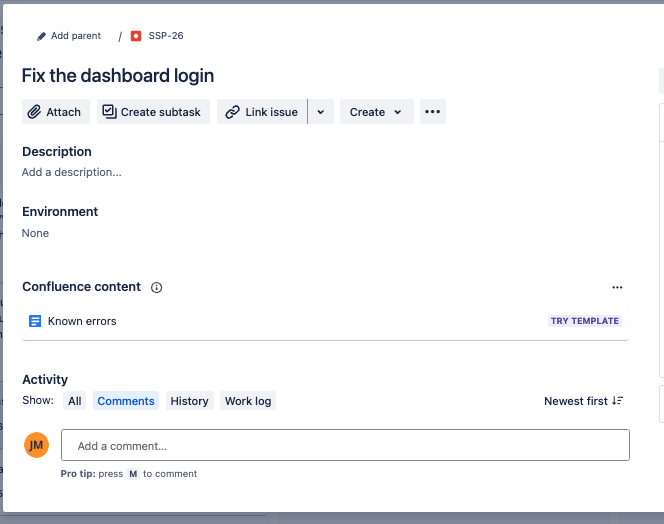 Add parent / SSP-26
Fix the dashboard login
Attach Create subtask Link issue Create
Description
Add a description...
Environment
None
Confluence content
Known errors TRY TEMPLATE
Activity
Show: All Comments History Work log Newest first
JM Add a comment...
Pro tip: press M to comment